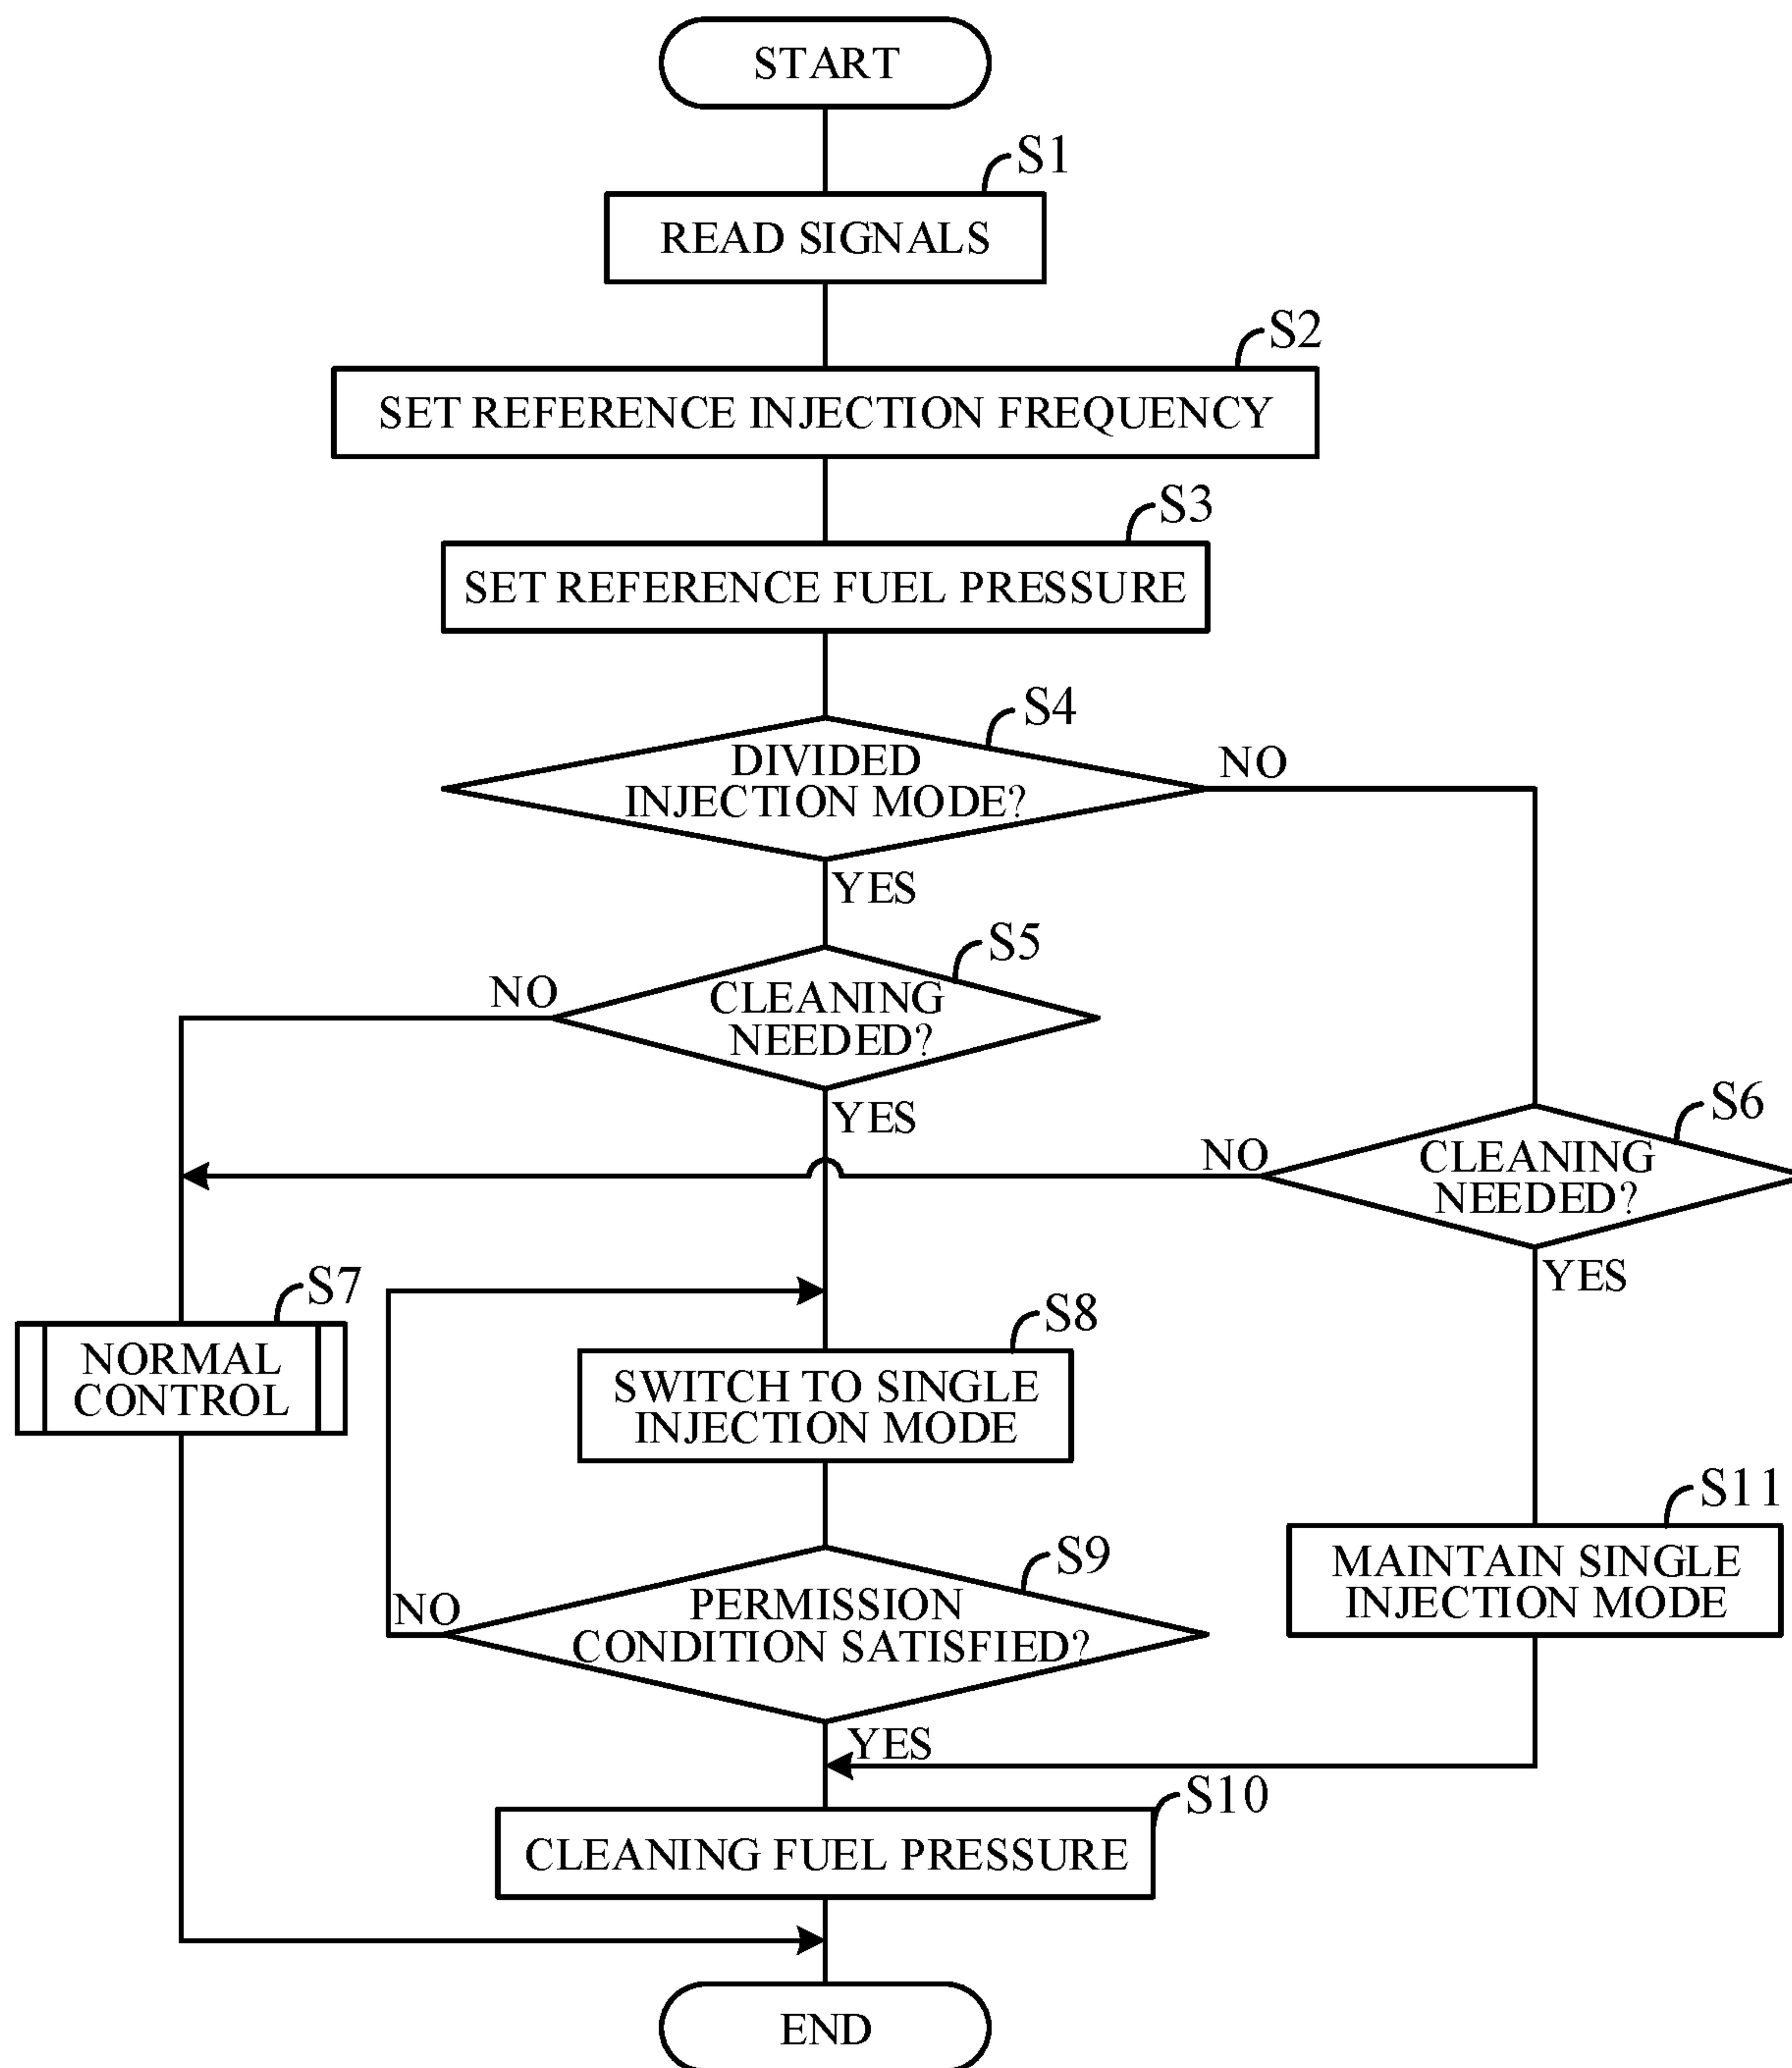 START
S1
READ SIGNALS
S2
SET REFERENCE INJECTION FREQUENCY
S3
SET REFERENCE FUEL PRESSURE
S4
DIVIDED
INJECTION MODE?
NO
YES
S5
NO
CLEANING
NEEDED?
YES
S6
NO
CLEANING
NEEDED?
YES
S7
NORMAL
CONTROL
S8
SWITCH TO SINGLE
INJECTION MODE
S11
MAINTAIN SINGLE
INJECTION MODE
S9
NO
PERMISSION
CONDITION SATISFIED?
YES
S10
CLEANING FUEL PRESSURE
END